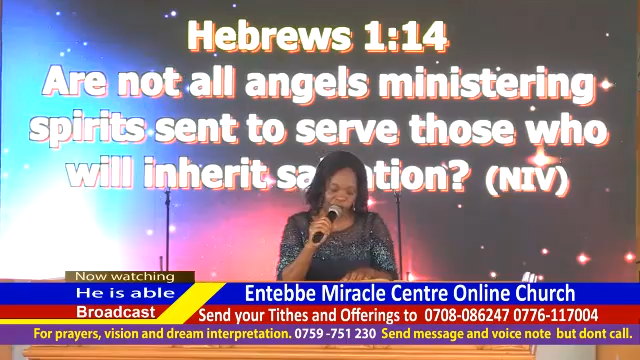 Hebrews 1:14
Are not all angels ministering
spirits sent to serve those who
will inherit sa ation? (NIV)
Now watching
He is able
Broadcast
Entebbe Miracle Centre Online Church
Send your Tithes and Offerings to 0708-086247 0776-117004
For prayers, vision and dream interpretation. 0759 -751 230 Send message and voice note but dont call.